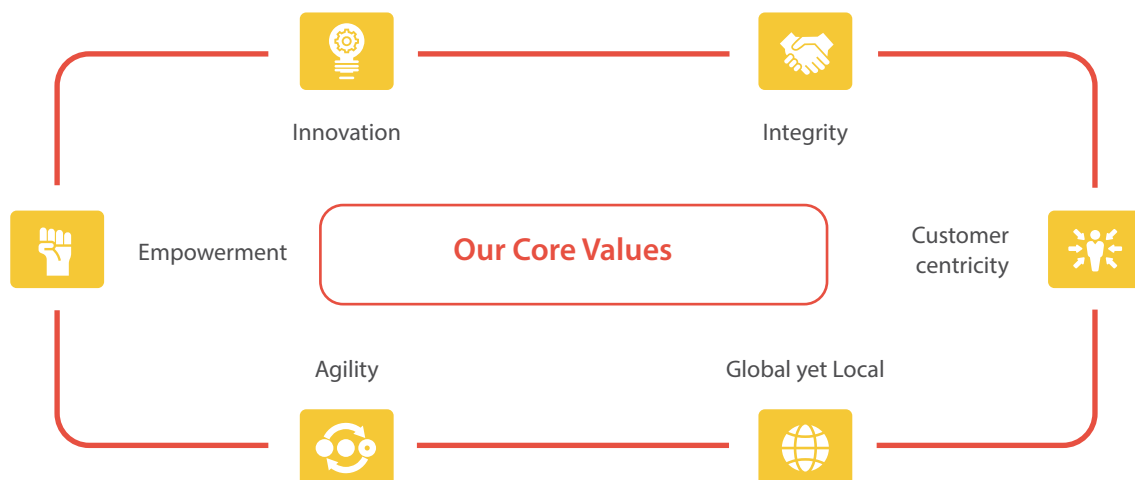 Innovation
Integrity
Empowerment
Our Core Values
Customer
centricity
Agility
Global yet Local